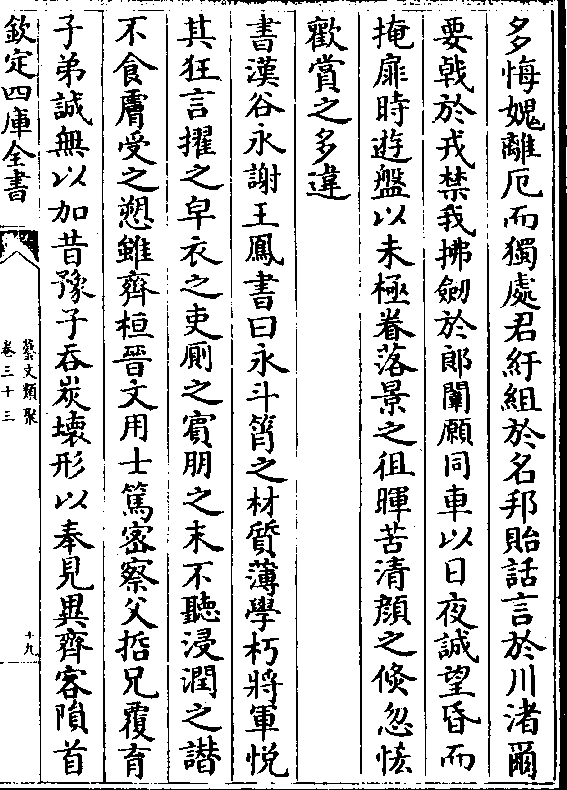 多悔媿離厄而獨處君紆組於名邦貽話言於川渚爾
要戟於戎禁我拂劒於郎闈願同車以日夜誠望昏而
掩扉時遊盤以未極眷落景之徂暉苦清顔之倐忽恡
歡賞之多違
書漢谷永謝王鳳書曰永斗筲之材質薄學朽將軍悦
其狂言擢之皁衣之吏厠之賓朋之末不聽浸潤之譖
不食膚受之愬雖齊桓晉文用士篤密察父㧱兄覆育
子弟誠無以加昔豫子吞炭壊形以奉見異齊客隕首
欽定四庫全書
藝文類聚
卷三十三
十九